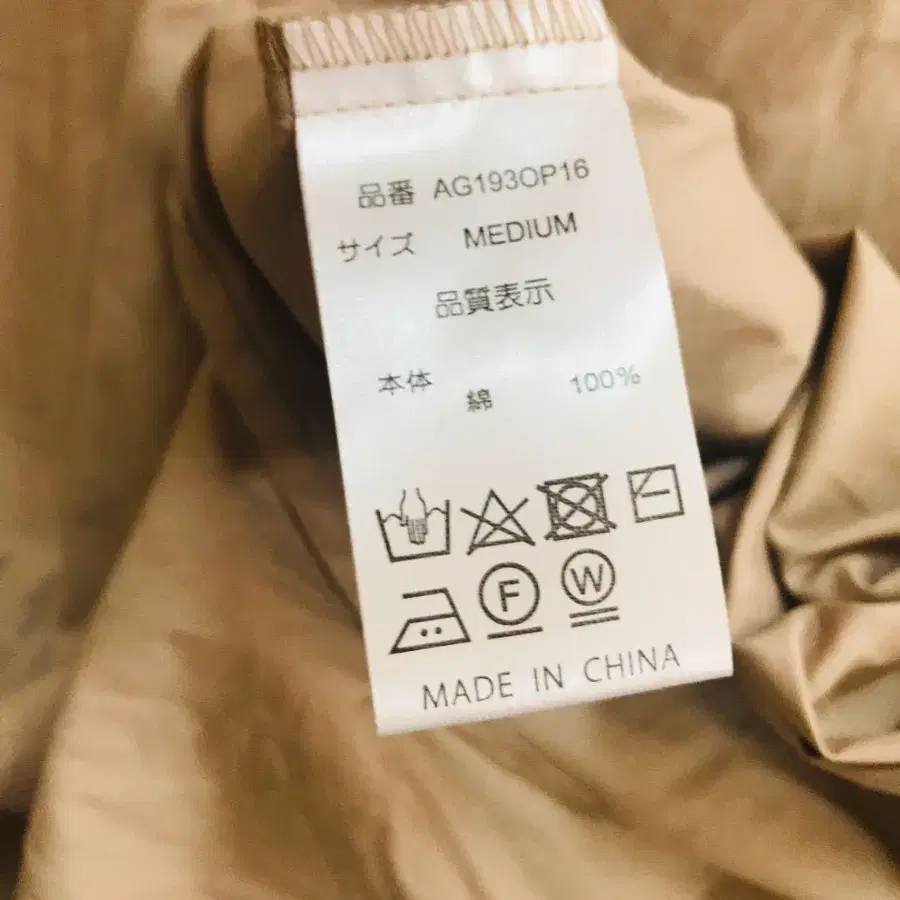 品番 AG193OP16
サイズ MEDIUM
品質表示
本体 綿 100%
F W
MADE IN CHINA